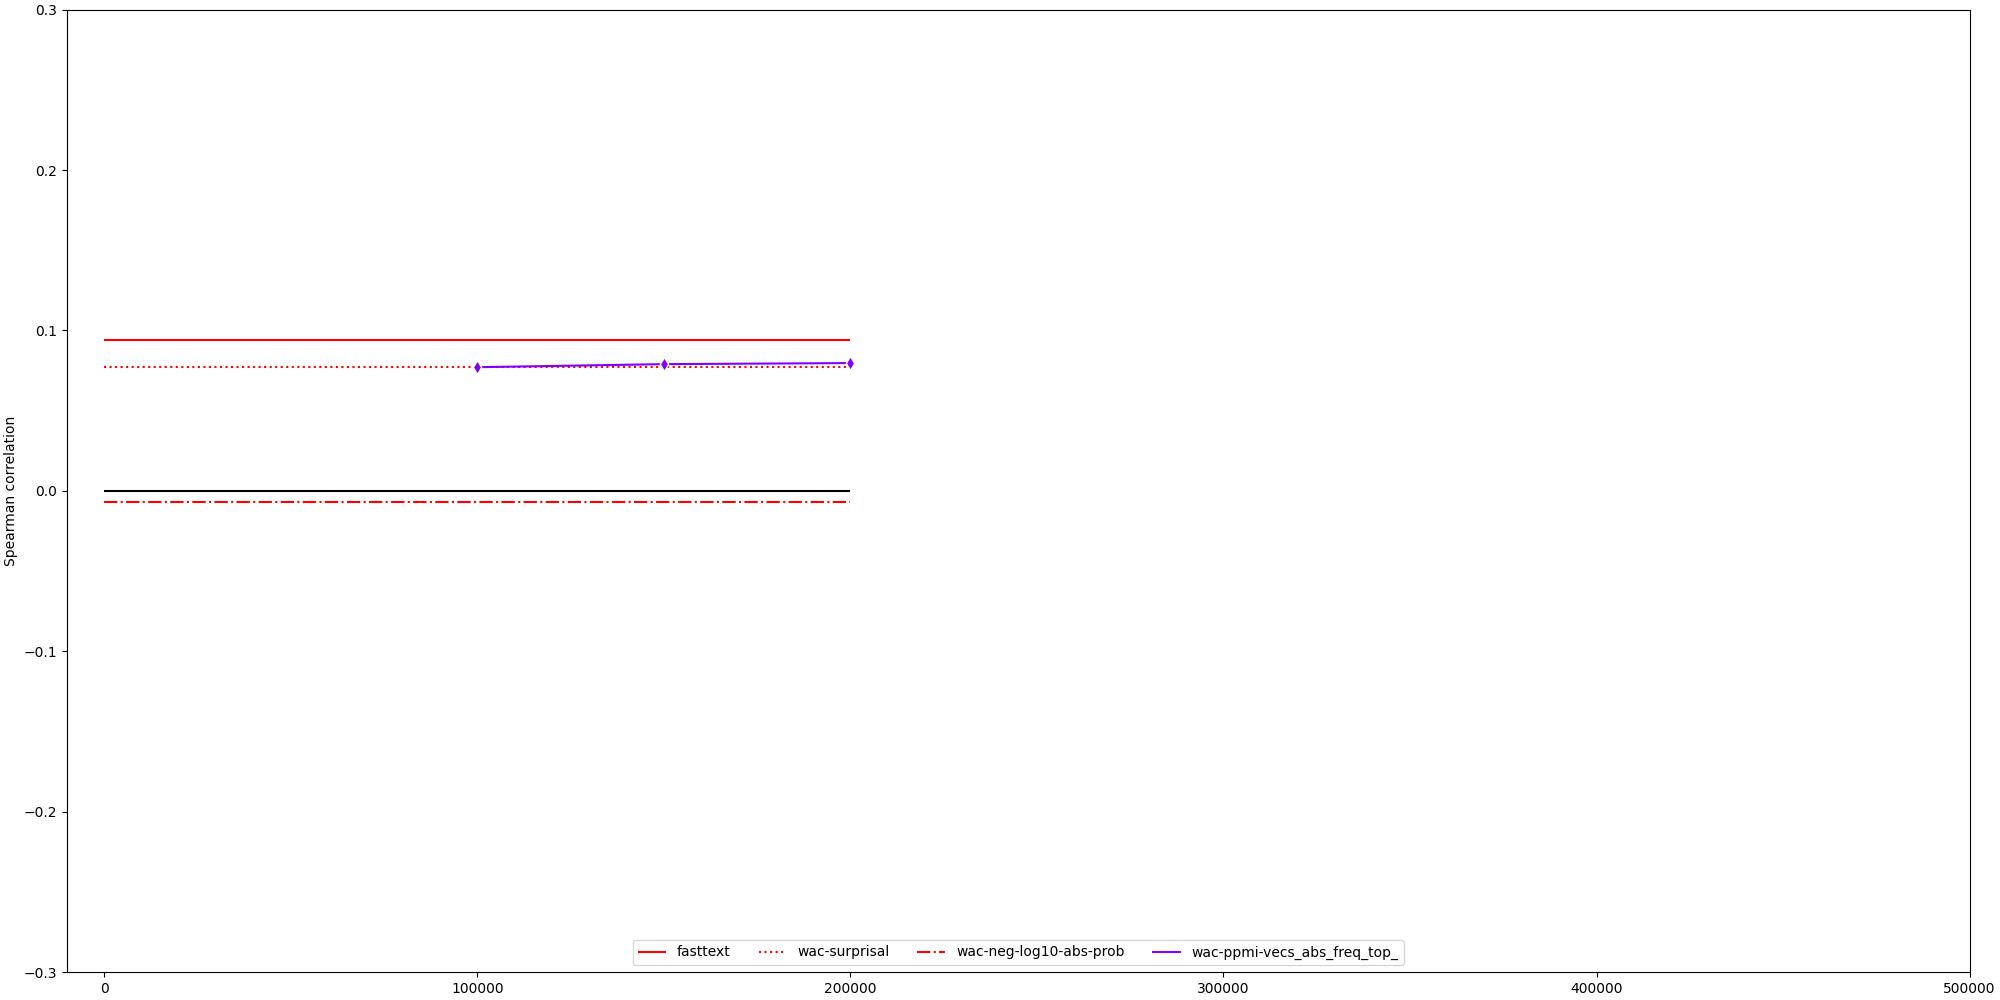 0.3
0.2
0.1
0.0
−0.1
−0.2
−0.3
Spearman correlation
fasttext wac-surprisal wac-neg-log10-abs-prob wac-ppmi-vecs_abs_freq_top_
0 100000 200000 300000 400000 500000